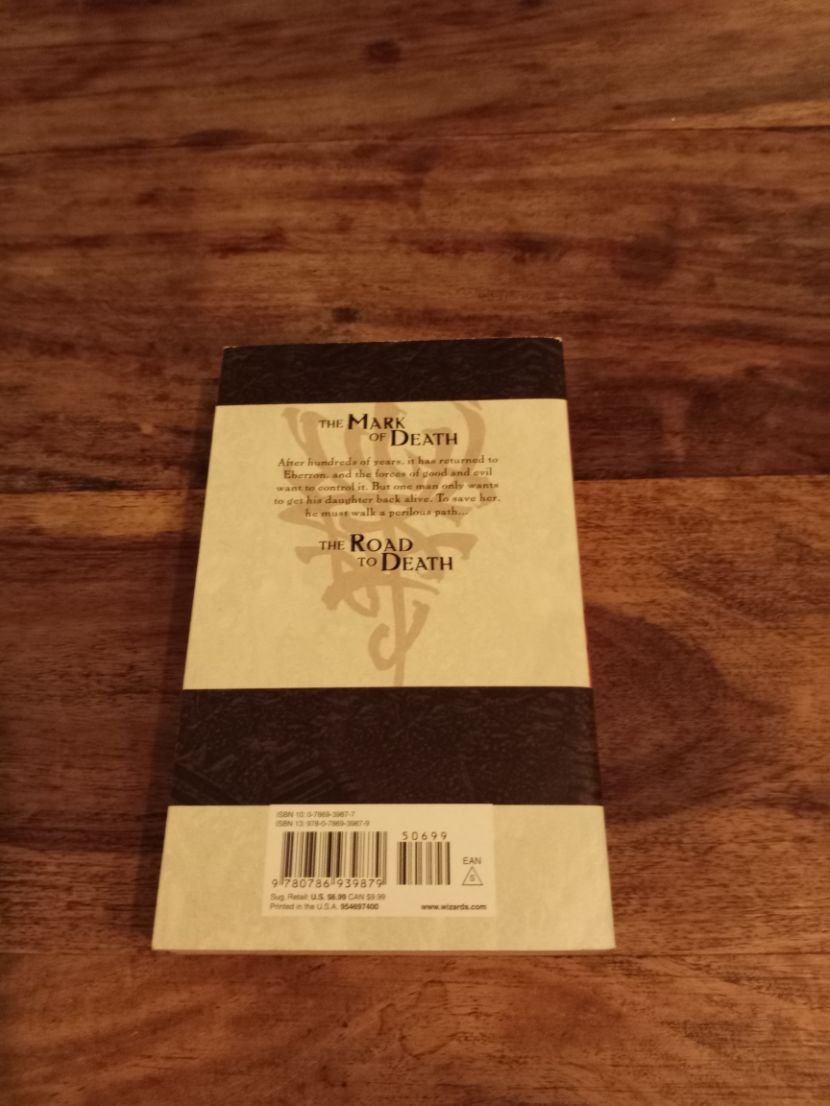 THE MARK
OF DEATH
After hundreds of years, it has returned to
Eberron, and the forces of good and evil
want to control it. But one man only wants
to get his daughter back alive. To save her,
he must walk a perilous path...
THE ROAD
TO DEATH
ISBN 10: 0-7869-3987-7
ISBN 13: 978-0-7869-3987-9
50699
EAN
S
9 780786 939879
Sug. Retail: U.S. $6.99 CAN $9.99
Printed in the U.S.A. 954697400
www.wizards.com